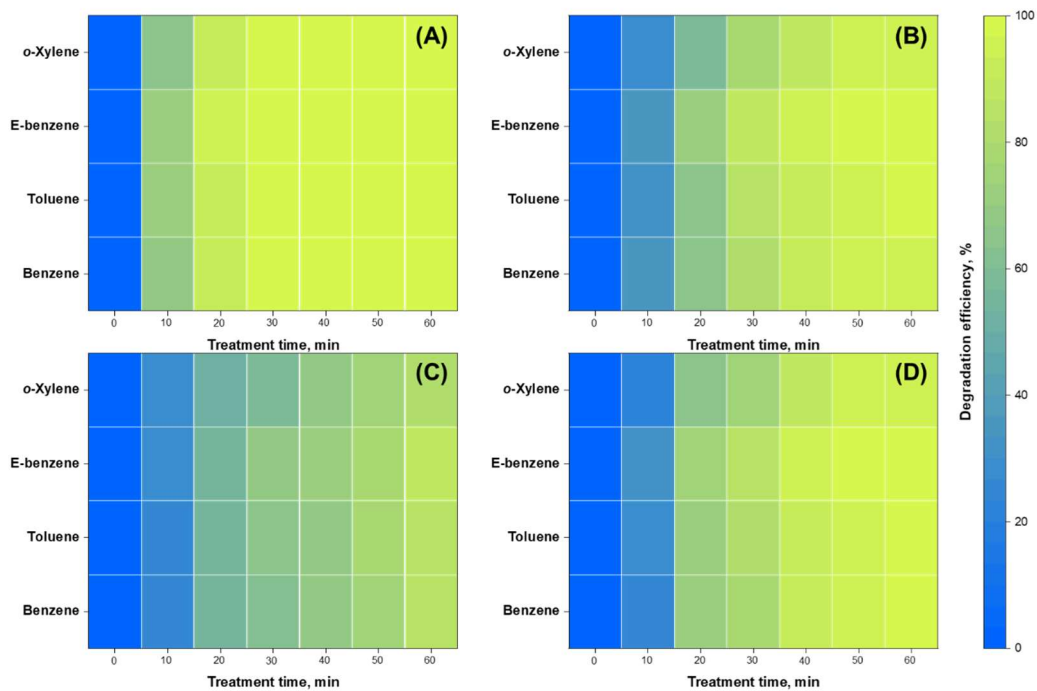 (A)
o-Xylene
E-benzene
Toluene
Benzene
0 10 20 30 40 50 60
Treatment time, min
(B)
o-Xylene
E-benzene
Toluene
Benzene
0 10 20 30 40 50 60
Treatment time, min
(C)
o-Xylene
E-benzene
Toluene
Benzene
0 10 20 30 40 50 60
Treatment time, min
(D)
o-Xylene
E-benzene
Toluene
Benzene
0 10 20 30 40 50 60
Treatment time, min
100
80
60
40
20
0
Degradation efficiency, %